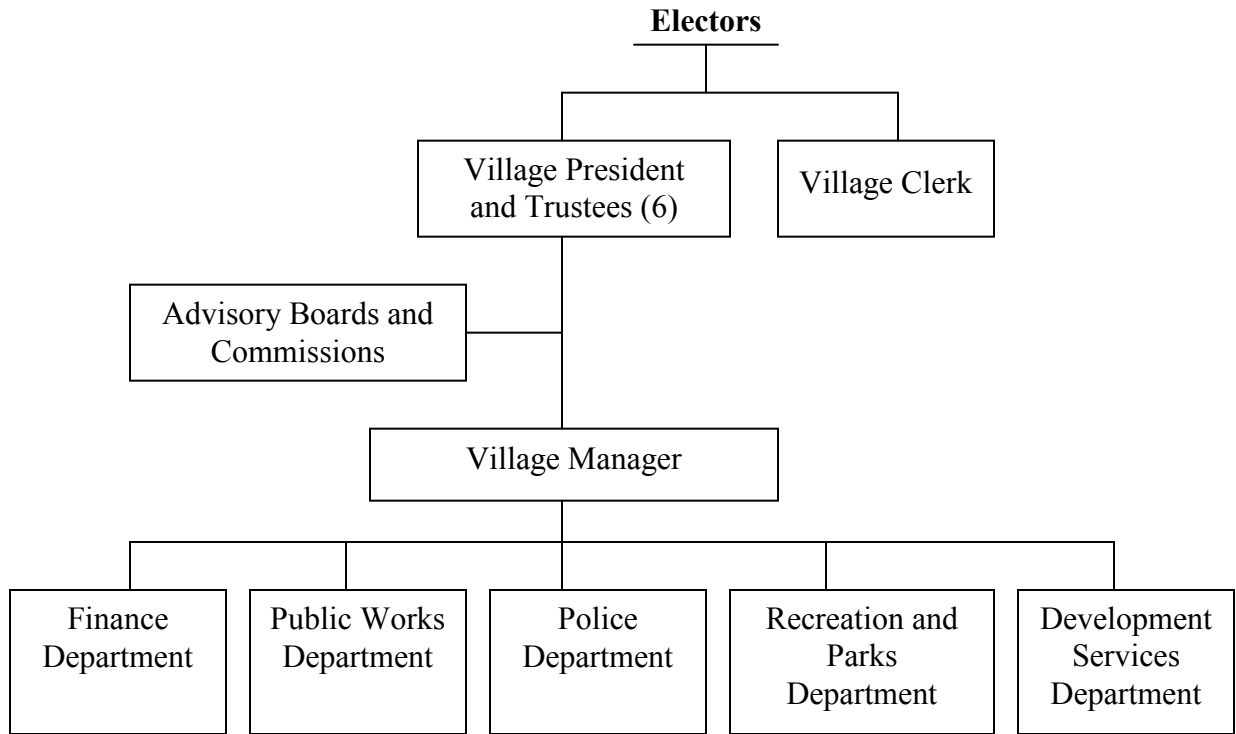 Electors
Village President
and Trustees (6)
Village Clerk
Advisory Boards and
Commissions
Village Manager
Finance
Department
Public Works
Department
Police
Department
Recreation and
Parks
Department
Development
Services
Department